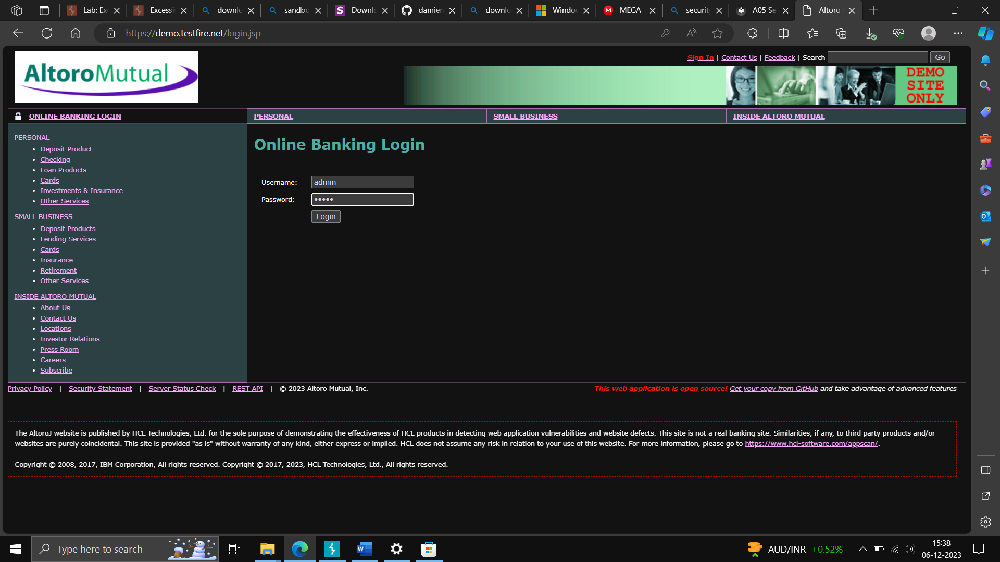 Lab: Ex
Excessiv
downlo
sandbo
Downlo
damien
downlo
Window
MEGA
security
A05 Se
Altoro
https://demo.testfire.net/login.jsp
Sign In | Contact Us | Feedback | Search Go
AltoroMutual
DEMO
SITE
ONLY
ONLINE BANKING LOGIN
PERSONAL
SMALL BUSINESS
INSIDE ALTORO MUTUAL
PERSONAL
Deposit Product
Checking
Loan Products
Cards
Investments & Insurance
Other Services
SMALL BUSINESS
Deposit Products
Lending Services
Cards
Insurance
Retirement
Other Services
INSIDE ALTORO MUTUAL
About Us
Contact Us
Locations
Investor Relations
Press Room
Careers
Subscribe
Online Banking Login
Username: admin
Password: •••••
Login
Privacy Policy | Security Statement | Server Status Check | REST API | © 2023 Altoro Mutual, Inc.
This web application is open source! Get your copy from GitHub and take advantage of advanced features
The AltoroJ website is published by HCL Technologies, Ltd. for the sole purpose of demonstrating the effectiveness of HCL products in detecting web application vulnerabilities and website defects. This site is not a real banking site. Similarities, if any, to third party products and/or
websites are purely coincidental. This site is provided "as is" without warranty of any kind, either express or implied. HCL does not assume any risk in relation to your use of this website. For more information, please go to https://www.hcl-software.com/appscan/.
Copyright © 2008, 2017, IBM Corporation, All rights reserved. Copyright © 2017, 2023, HCL Technologies, Ltd., All rights reserved.
Type here to search
AUD/INR +0.52%
15:38
06-12-2023